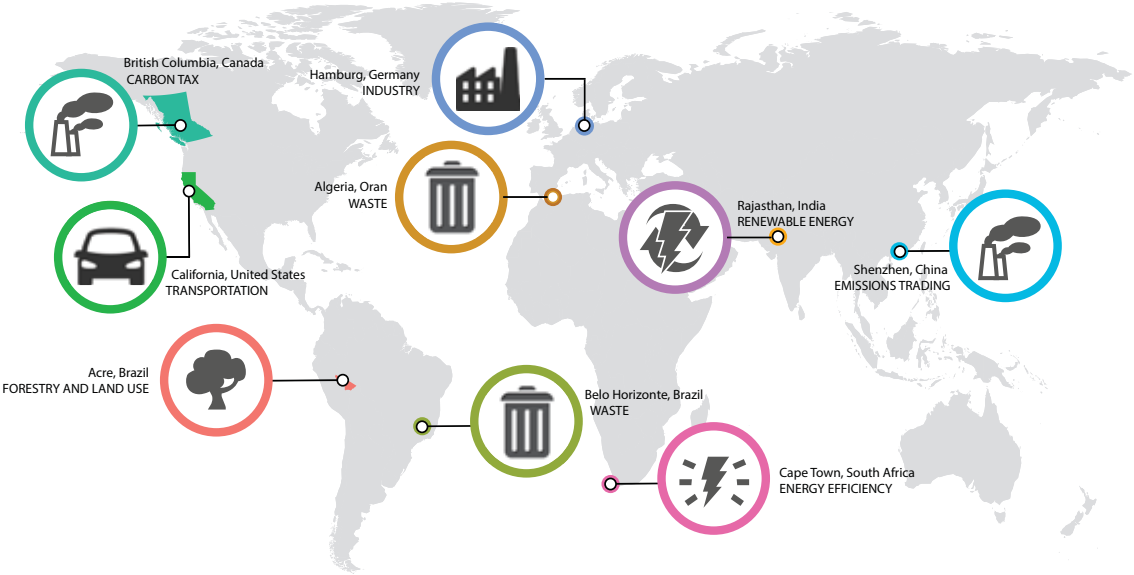 British Columbia, Canada
CARBON TAX
Hamburg, Germany
INDUSTRY
Algeria, Oran
WASTE
Rajasthan, India
RENEWABLE ENERGY
California, United States
TRANSPORTATION
Shenzhen, China
EMISSIONS TRADING
Acre, Brazil
FORESTRY AND LAND USE
Belo Horizonte, Brazil
WASTE
Cape Town, South Africa
ENERGY EFFICIENCY